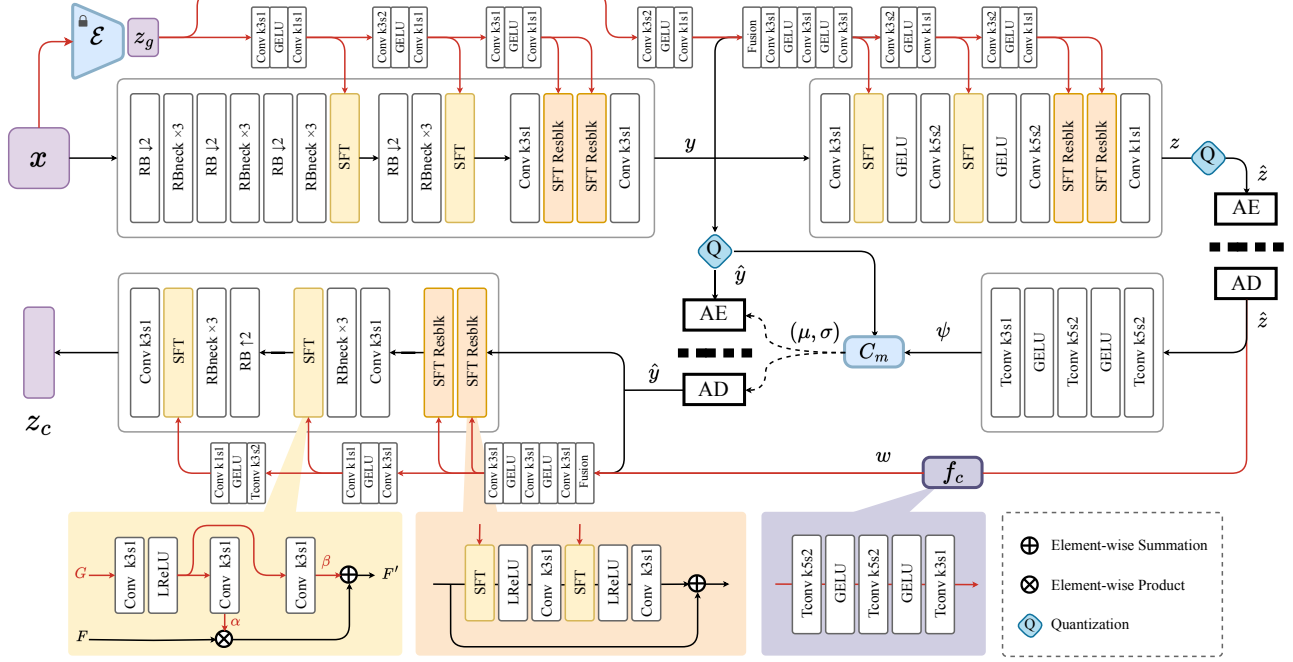 ℰ
z_g
Conv k3s1
GELU
Conv k1s1
Conv k3s2
GELU
Conv k1s1
Conv k3s1
GELU
Conv k1s1
Conv k3s2
GELU
Conv k1s1
Fusion
Conv k3s1
GELU
Conv k3s1
GELU
Conv k3s1
Conv k3s2
GELU
Conv k1s1
Conv k3s2
GELU
Conv k1s1
x
RB ↓2
RBneck ×3
RB ↓2
RBneck ×3
RB ↓2
RBneck ×3
SFT
RB ↓2
RBneck ×3
SFT
Conv k3s1
SFT Resblk
SFT Resblk
Conv k3s1
y
Conv k3s1
SFT
GELU
Conv k5s2
SFT
GELU
Conv k5s2
SFT Resblk
SFT Resblk
Conv k1s1
z
Q
ẑ
AE
AD
ẑ
Q
ŷ
AE
(μ, σ)
C_m
ψ
AD
ŷ
Tconv k3s1
GELU
Tconv k5s2
GELU
Tconv k5s2
z_c
Conv k3s1
SFT
RBneck ×3
RB ↑2
SFT
RBneck ×3
Conv k3s1
SFT Resblk
SFT Resblk
Conv k1s1
GELU
Tconv k3s2
Conv k1s1
GELU
Conv k3s1
Conv k3s1
GELU
Conv k3s1
GELU
Conv k3s1
Fusion
w
f_c
G
Conv k3s1
LReLU
Conv k3s1
Conv k3s1
β
F′
α
F
SFT
LReLU
Conv k3s1
SFT
LReLU
Conv k3s1
Tconv k5s2
GELU
Tconv k5s2
GELU
Tconv k3s1
Element-wise Summation
Element-wise Product
Q
Quantization